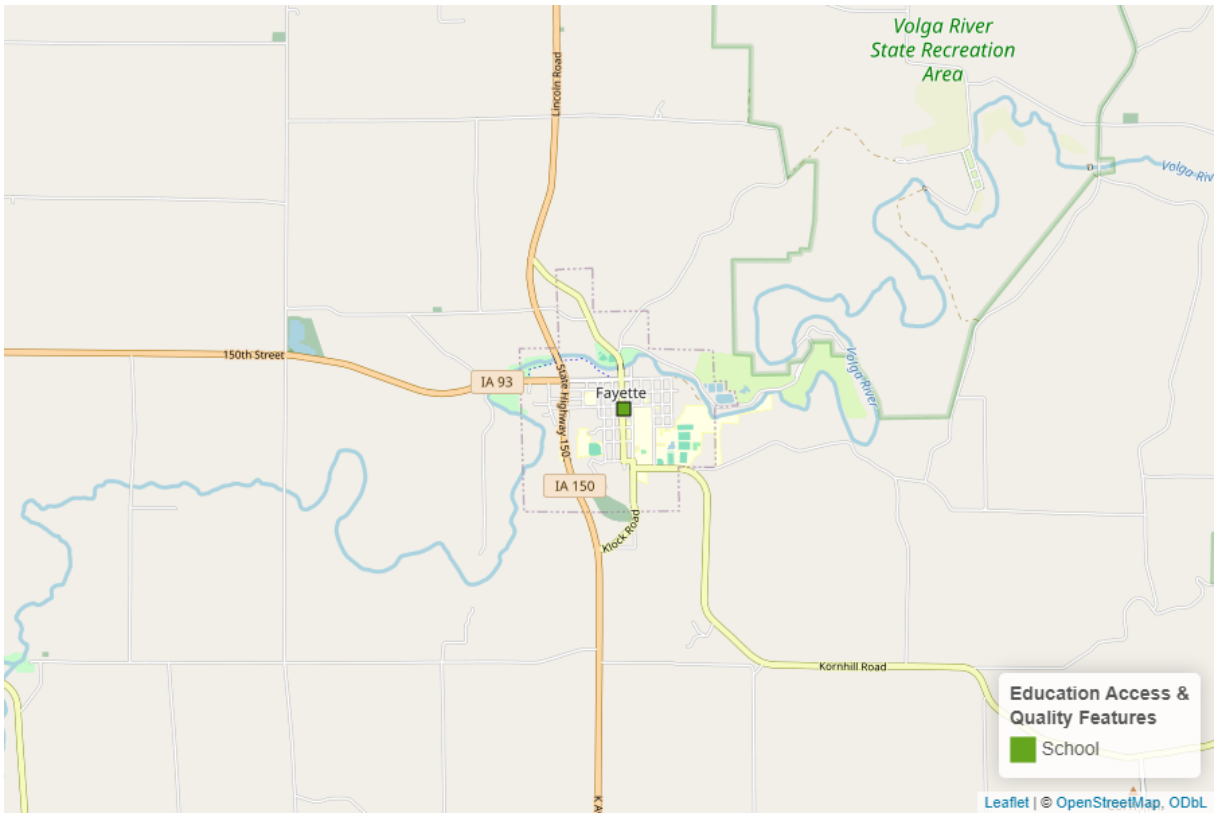 Volga River
State Recreation
Area
Lincoln Road
Volga Riv
150th Street
IA 93
Fayette
Volga River
State Highway 150
IA 150
Klock Road
Kornhill Road
Education Access &
Quality Features
School
K A
Leaflet | © OpenStreetMap, ODbL